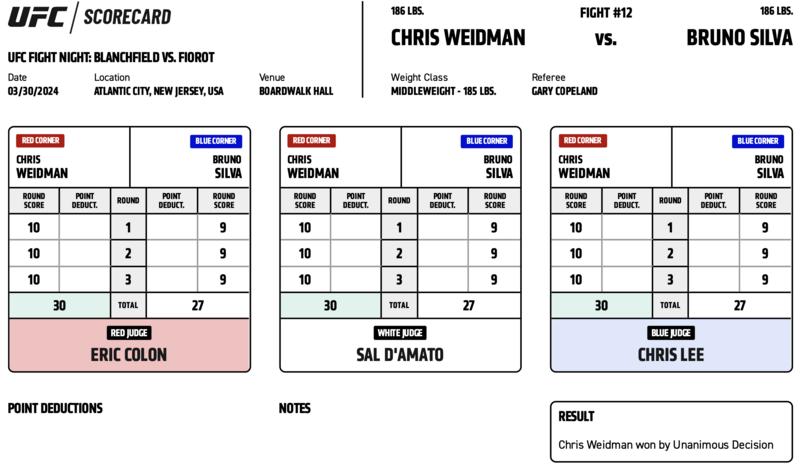 UFC SCORECARD
UFC FIGHT NIGHT: BLANCHFIELD VS. FIOROT
Date Location Venue
03/30/2024 ATLANTIC CITY, NEW JERSEY, USA BOARDWALK HALL
186 LBS. FIGHT #12 186 LBS.
CHRIS WEIDMAN vs. BRUNO SILVA
Weight Class Referee
MIDDLEWEIGHT - 185 LBS. GARY COPELAND
RED CORNER BLUE CORNER
CHRIS BRUNO
WEIDMAN SILVA
ROUND POINT ROUND POINT ROUND
SCORE DEDUCT. DEDUCT. SCORE
10 1 9
10 2 9
10 3 9
30 TOTAL 27
RED JUDGE
ERIC COLON
RED CORNER BLUE CORNER
CHRIS BRUNO
WEIDMAN SILVA
ROUND POINT ROUND POINT ROUND
SCORE DEDUCT. DEDUCT. SCORE
10 1 9
10 2 9
10 3 9
30 TOTAL 27
WHITE JUDGE
SAL D'AMATO
RED CORNER BLUE CORNER
CHRIS BRUNO
WEIDMAN SILVA
ROUND POINT ROUND POINT ROUND
SCORE DEDUCT. DEDUCT. SCORE
10 1 9
10 2 9
10 3 9
30 TOTAL 27
BLUE JUDGE
CHRIS LEE
POINT DEDUCTIONS
NOTES
RESULT
Chris Weidman won by Unanimous Decision